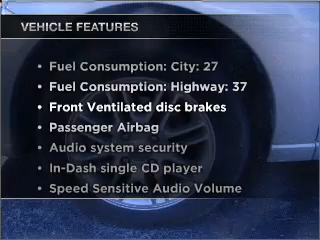 VEHICLE FEATURES
• Fuel Consumption: City: 27
• Fuel Consumption: Highway: 37
• Front Ventilated disc brakes
• Passenger Airbag
• Audio system security
• In-Dash single CD player
• Speed Sensitive Audio Volume